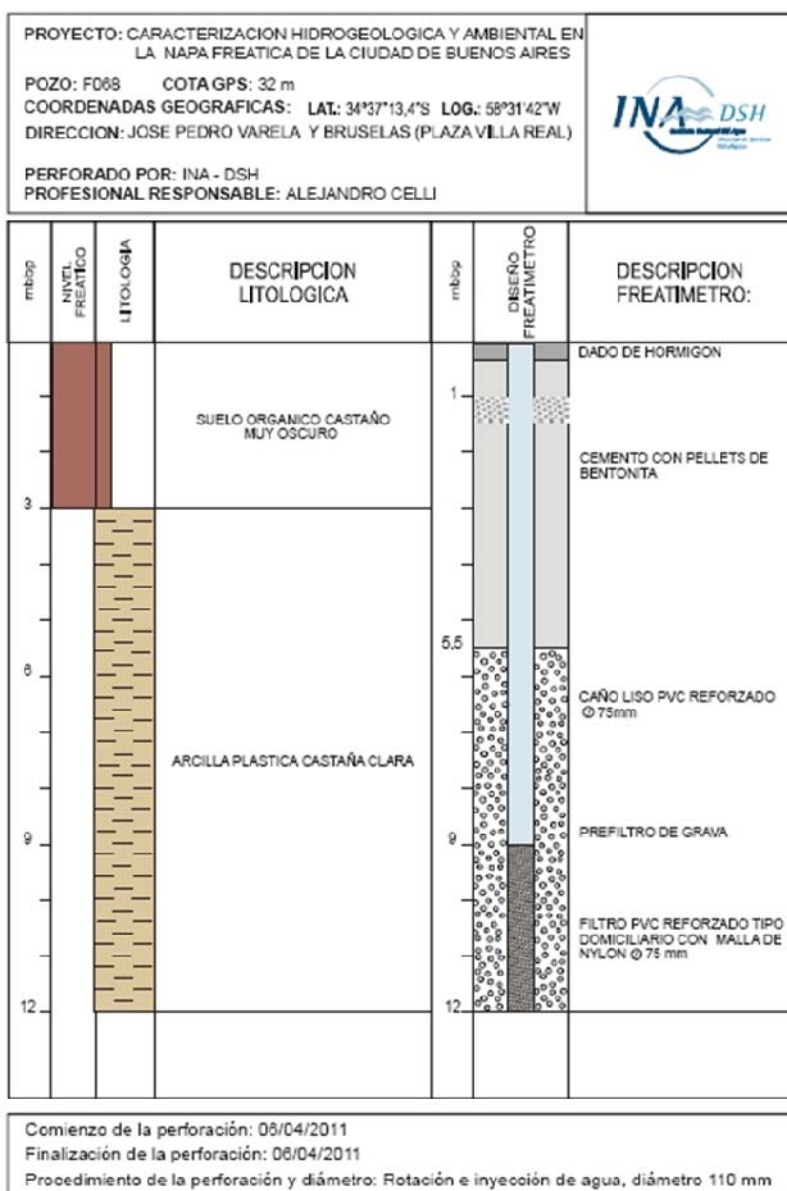 PROYECTO: CARACTERIZACION HIDROGEOLOGICA Y AMBIENTAL EN
LA NAPA FREATICA DE LA CIUDAD DE BUENOS AIRES
POZO: F068 COTA GPS: 32 m
COORDENADAS GEOGRAFICAS: LAT.: 34º37"13,4"S LOG.: 58º31'42"W
DIRECCION: JOSE PEDRO VARELA Y BRUSELAS (PLAZA VILLA REAL)
PERFORADO POR: INA - DSH
PROFESIONAL RESPONSABLE: ALEJANDRO CELLI
INA DSH
mbbp
NIVEL
FREATICO
LITOLOGÍA
DESCRIPCION
LITOLOGICA
mbbp
DISEÑO
FREATIMETRO
DESCRIPCION
FREATIMETRO:
SUELO ORGANICO CASTAÑO
MUY OSCURO
3
6
ARCILLA PLASTICA CASTAÑA CLARA
9
12
1
5.5
9
12
DADO DE HORMIGON
CEMENTO CON PELLETS DE
BENTONITA
CAÑO LISO PVC REFORZADO
∅ 75mm
PREFILTRO DE GRAVA
FILTRO PVC REFORZADO TIPO
DOMICILIARIO CON MALLA DE
NYLON ∅ 75 mm
Comienzo de la perforación: 06/04/2011
Finalización de la perforación: 06/04/2011
Procedimiento de la perforación y diámetro: Rotación e inyección de agua, diámetro 110 mm